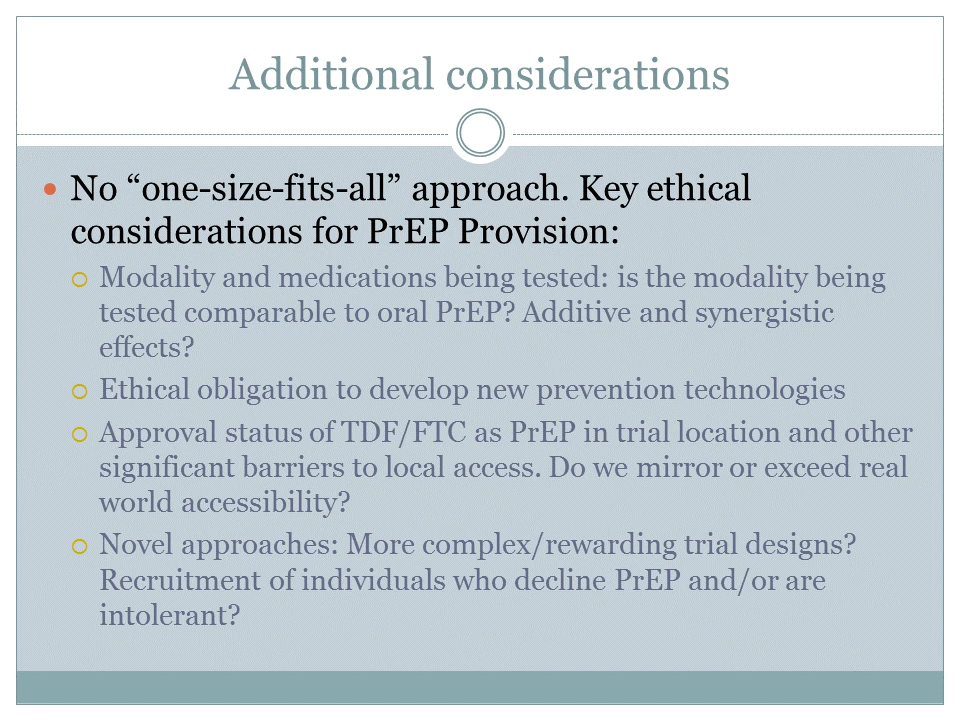 Additional considerations
No “one-size-fits-all” approach. Key ethical
considerations for PrEP Provision:
Modality and medications being tested: is the modality being
tested comparable to oral PrEP? Additive and synergistic
effects?
Ethical obligation to develop new prevention technologies
Approval status of TDF/FTC as PrEP in trial location and other
significant barriers to local access. Do we mirror or exceed real
world accessibility?
Novel approaches: More complex/rewarding trial designs?
Recruitment of individuals who decline PrEP and/or are
intolerant?